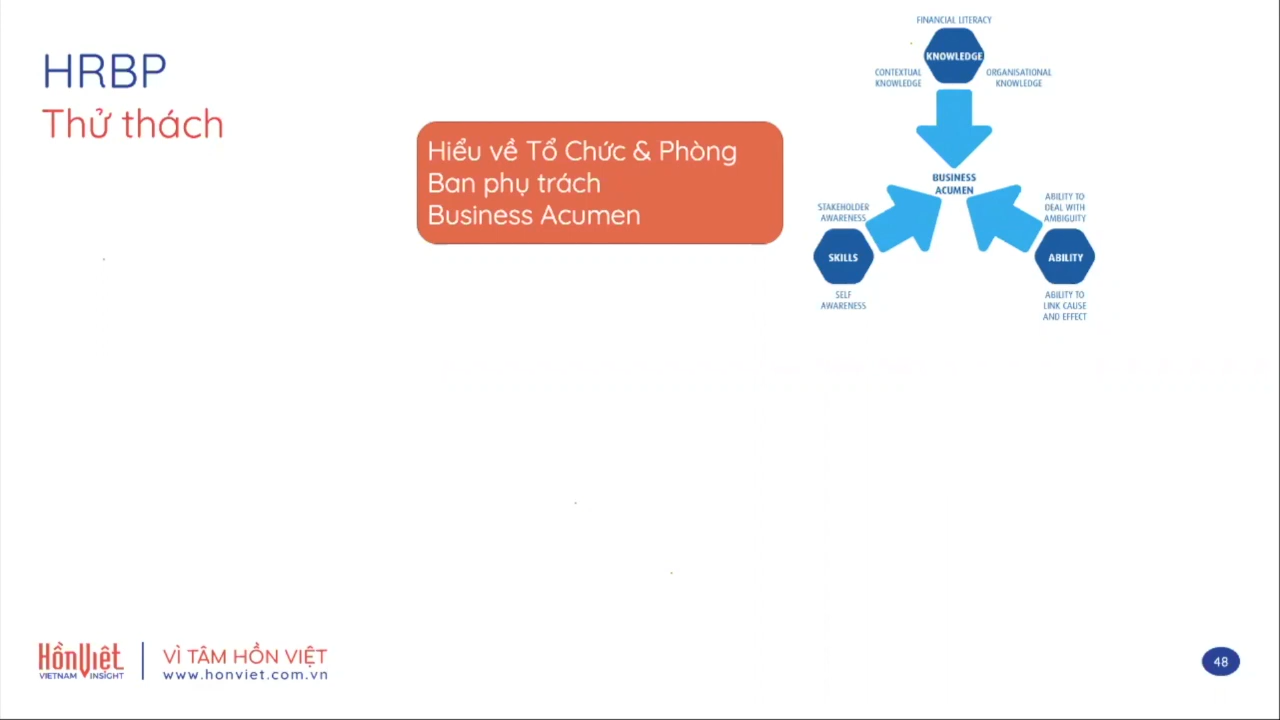 HRBP
Thử thách
Hiểu về Tổ Chức & Phòng
Ban phụ trách
Business Acumen
FINANCIAL LITERACY
KNOWLEDGE
CONTEXTUAL
KNOWLEDGE
ORGANISATIONAL
KNOWLEDGE
BUSINESS
ACUMEN
STAKEHOLDER
AWARENESS
SKILLS
SELF
AWARENESS
ABILITY TO
DEAL WITH
AMBIGUITY
ABILITY
ABILITY TO
LINK CAUSE
AND EFFECT
HồnViệt
VIETNAM INSIGHT
VÌ TÂM HỒN VIỆT
www.honviet.com.vn
48